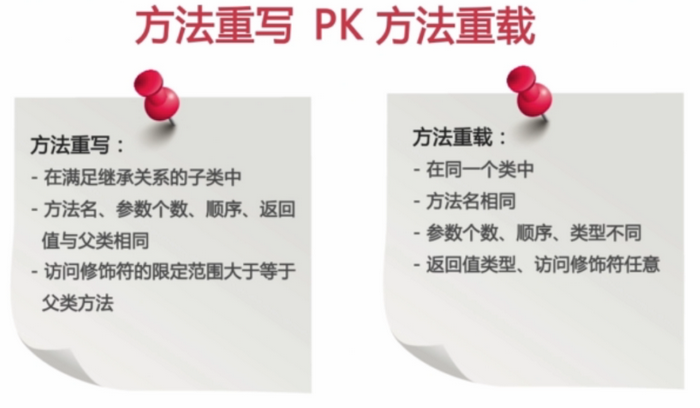 方法重写 PK 方法重载
方法重写：
- 在满足继承关系的子类中
- 方法名、参数个数、顺序、返回
值与父类相同
- 访问修饰符的限定范围大于等于
父类方法
方法重载：
- 在同一个类中
- 方法名相同
- 参数个数、顺序、类型不同
- 返回值类型、访问修饰符任意